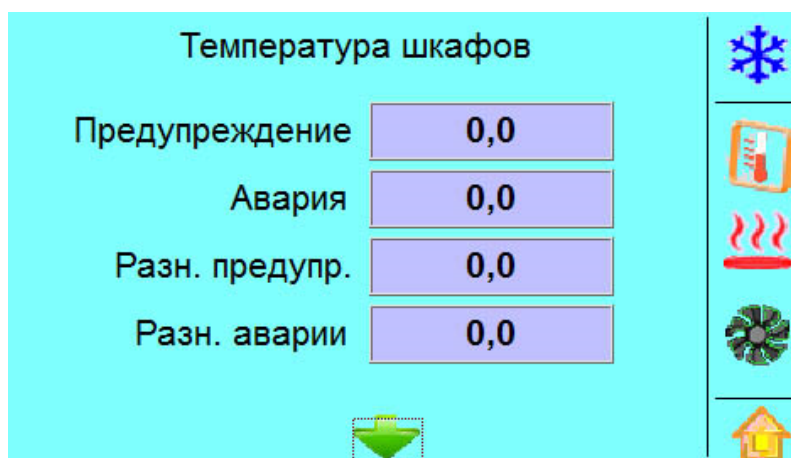 Температура шкафов
Предупреждение 0,0
Авария 0,0
Разн. предупр. 0,0
Разн. аварии 0,0